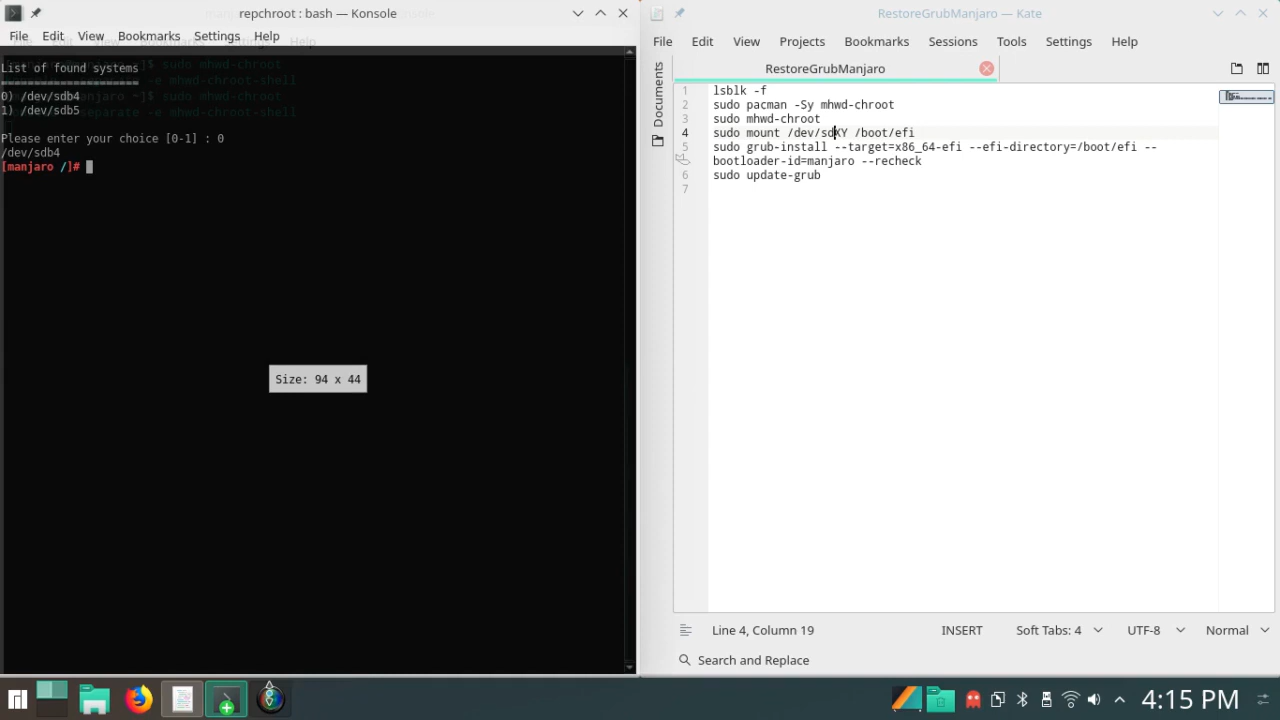 repchroot : bash — Konsole
File Edit View Bookmarks Settings Help
List of found systems
=====================
0) /dev/sdb4
1) /dev/sdb5
Please enter your choice [0-1] : 0
/dev/sdb4
[manjaro /]#
Size: 94 x 44
RestoreGrubManjaro — Kate
File Edit View Projects Bookmarks Sessions Tools Settings Help
Documents
RestoreGrubManjaro
1 lsblk -f
2 sudo pacman -Sy mhwd-chroot
3 sudo mhwd-chroot
4 sudo mount /dev/sdXY /boot/efi
5 sudo grub-install --target=x86_64-efi --efi-directory=/boot/efi --
bootloader-id=manjaro --recheck
6 sudo update-grub
7
Line 4, Column 19 INSERT Soft Tabs: 4 UTF-8 Normal
Search and Replace
4:15 PM